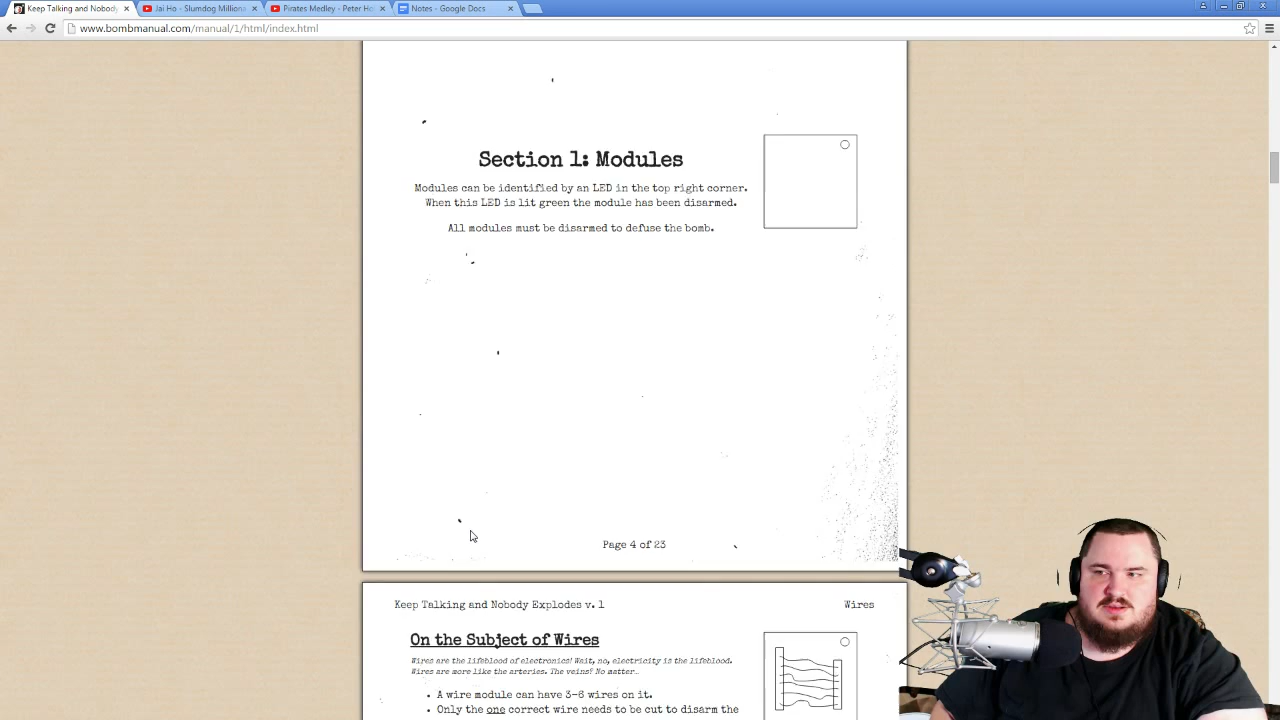 Keep Talking and Nobody
Jai Ho - Slumdog Milliona
Pirates Medley - Peter Ho
Notes - Google Docs
www.bombmanual.com/manual/1/html/index.html
Section 1: Modules
Modules can be identified by an LED in the top right corner.
When this LED is lit green the module has been disarmed.
All modules must be disarmed to defuse the bomb.
Page 4 of 23
Keep Talking and Nobody Explodes v. 1
Wires
On the Subject of Wires
Wires are the lifeblood of electronics! Wait, no, electricity is the lifeblood.
Wires are more like the arteries. The veins? No matter…
• A wire module can have 3-6 wires on it.
• Only the one correct wire needs to be cut to disarm the